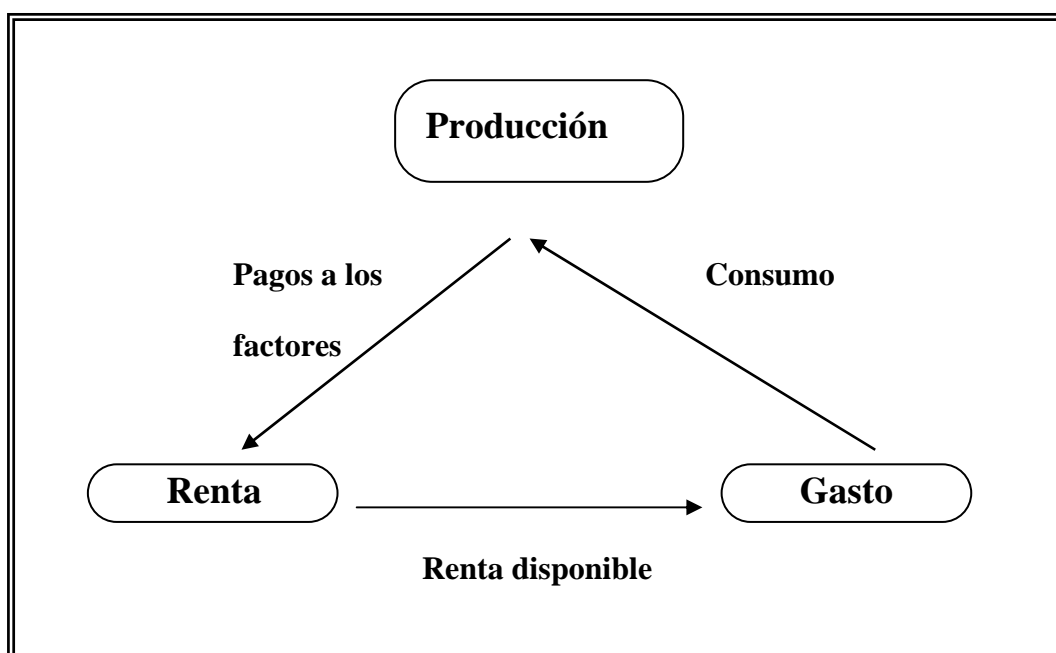 Producción
Pagos a los
factores
Consumo
Renta
Gasto
Renta disponible